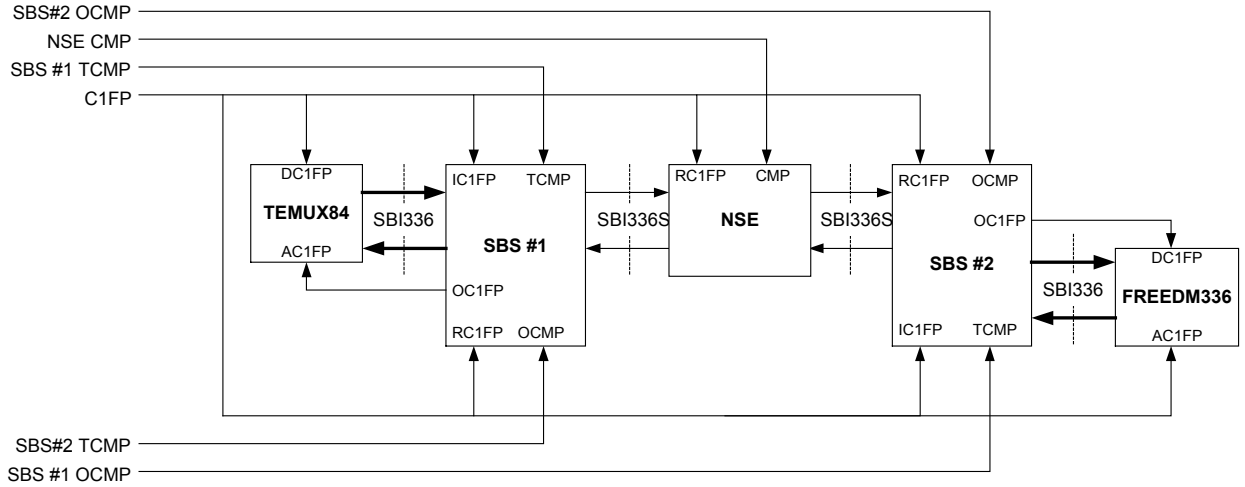 SBS#2 OCMP
NSE CMP
SBS #1 TCMP
C1FP
DC1FP
TEMUX84
AC1FP
SBI336
IC1FP TCMP
SBS #1
OC1FP
RC1FP OCMP
SBI336S
RC1FP CMP
NSE
SBI336S
RC1FP OCMP
OC1FP
SBS #2
IC1FP TCMP
SBI336
DC1FP
FREEDM336
AC1FP
SBS#2 TCMP
SBS #1 OCMP